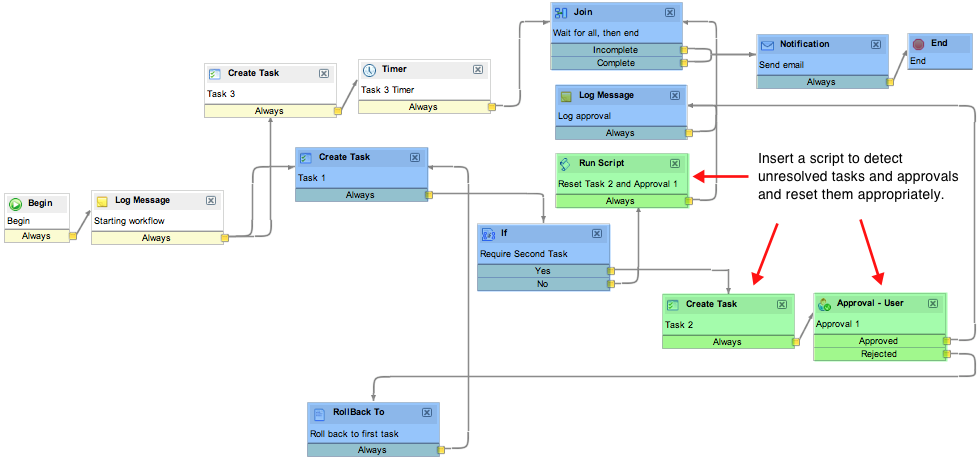 Join
Wait for all, then end
Incomplete
Complete
Notification
Send email
Always
End
End
Create Task
Task 3
Always
Timer
Task 3 Timer
Always
Log Message
Log approval
Always
Create Task
Task 1
Always
Run Script
Reset Task 2 and Approval 1
Always
Insert a script to detect
unresolved tasks and approvals
and reset them appropriately.
Begin
Begin
Always
Log Message
Starting workflow
Always
If
Require Second Task
Yes
No
Create Task
Task 2
Always
Approval - User
Approval 1
Approved
Rejected
RollBack To
Roll back to first task
Always